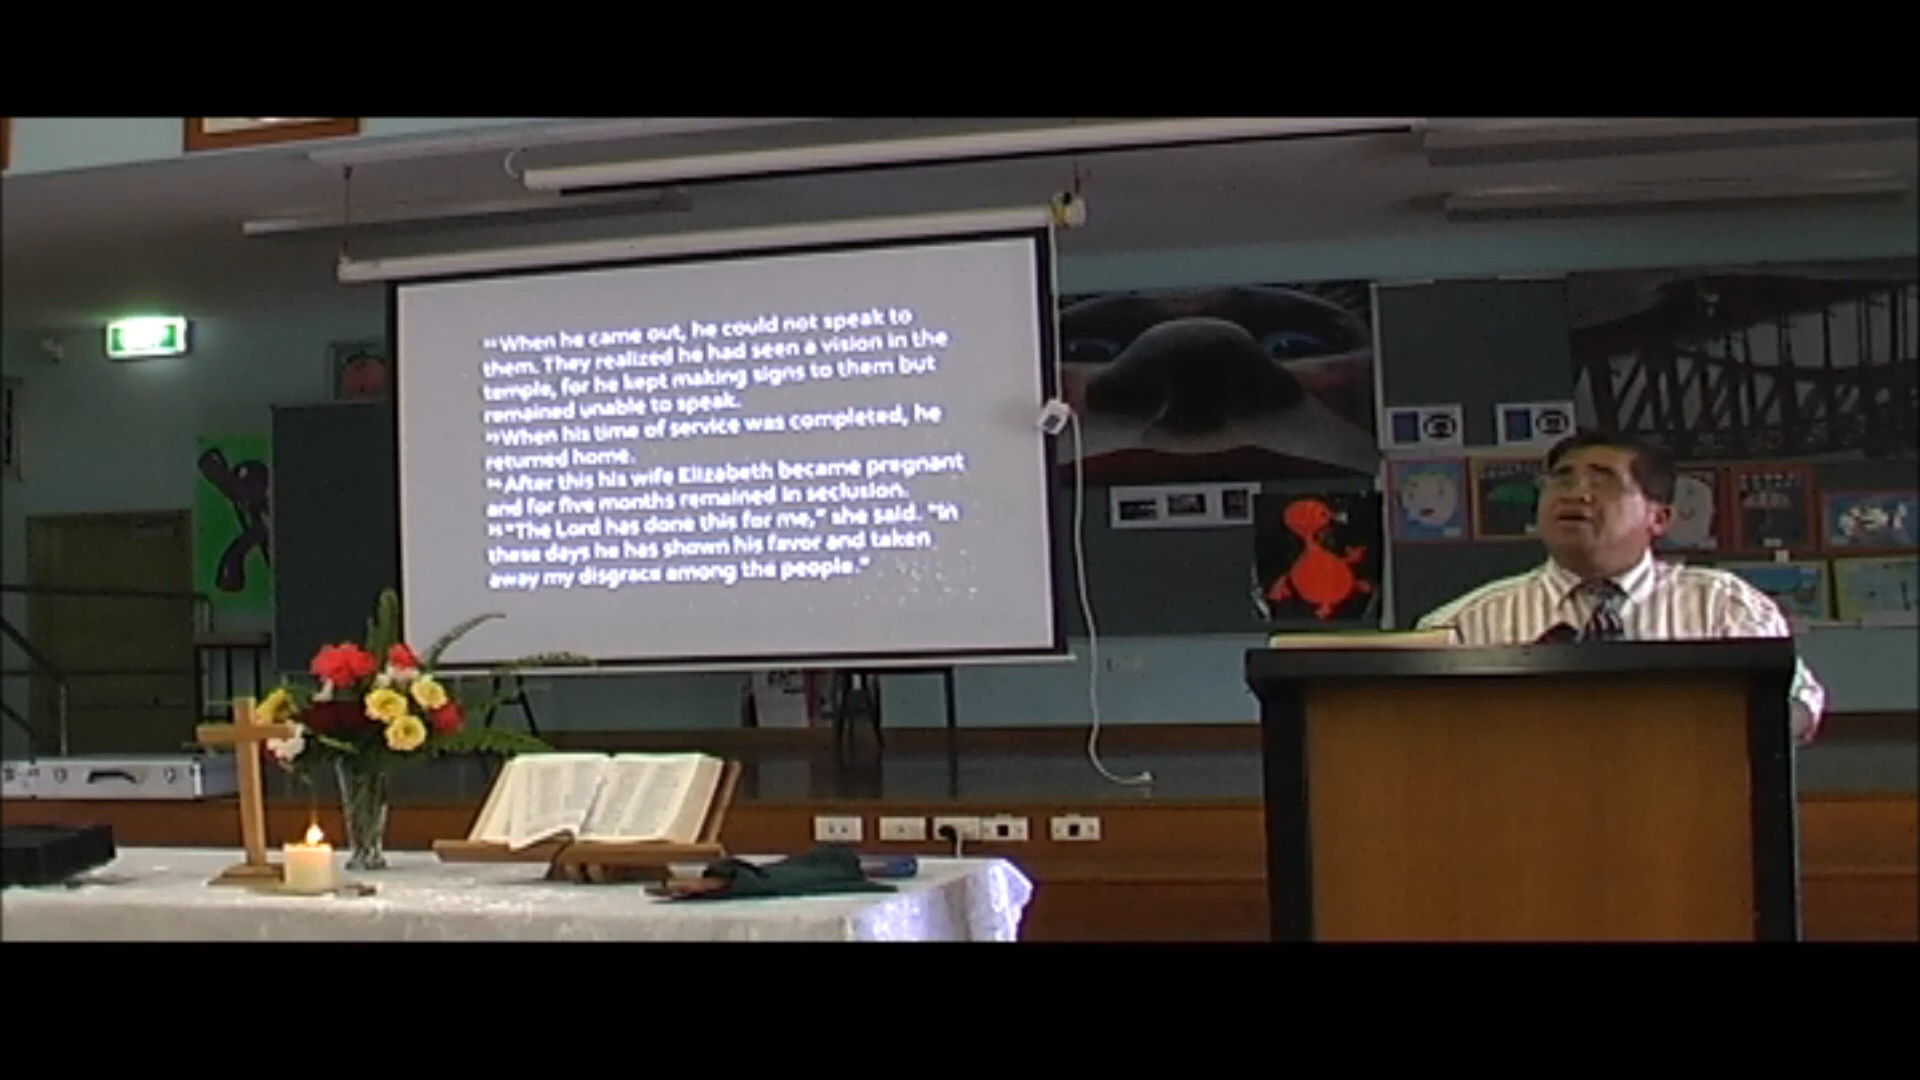 ²²When he came out, he could not speak to
them. They realized he had seen a vision in the
temple, for he kept making signs to them but
remained unable to speak.
²³When his time of service was completed, he
returned home.
²⁴After this his wife Elizabeth became pregnant
and for five months remained in seclusion.
²⁵"The Lord has done this for me," she said. "In
these days he has shown his favor and taken
away my disgrace among the people."